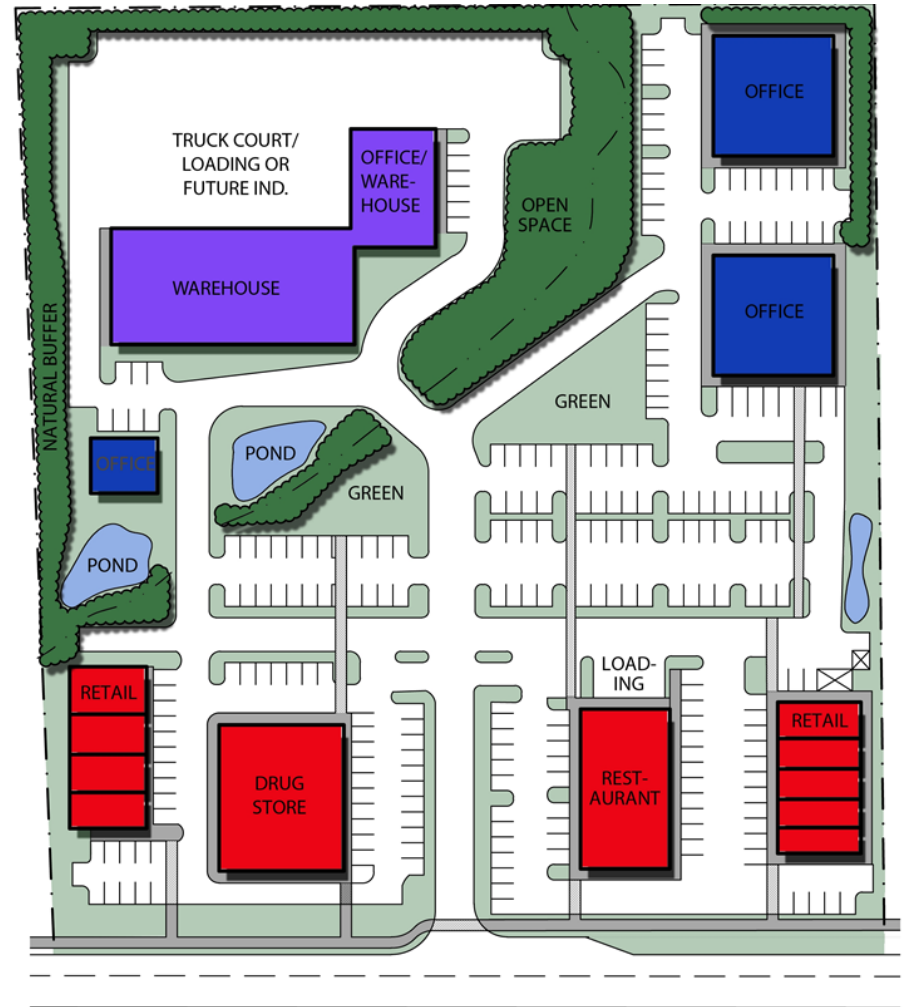 OFFICE
TRUCK COURT/
LOADING OR
FUTURE IND.
OFFICE/
WARE-
HOUSE
OPEN
SPACE
WAREHOUSE
OFFICE
NATURAL BUFFER
GREEN
POND
OFFICE
GREEN
POND
LOAD-
ING
RETAIL
RETAIL
DRUG
STORE
REST-
AURANT